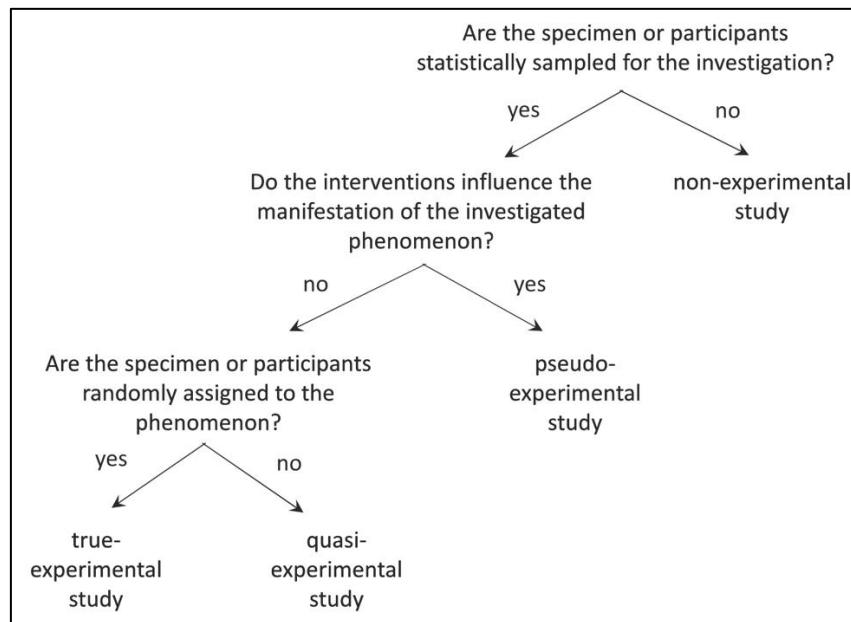 Are the specimen or participants
statistically sampled for the investigation?
yes
no
Do the interventions influence the
manifestation of the investigated
phenomenon?
non-experimental
study
no
yes
Are the specimen or participants
randomly assigned to the
phenomenon?
pseudo-
experimental
study
yes
no
true-
experimental
study
quasi-
experimental
study